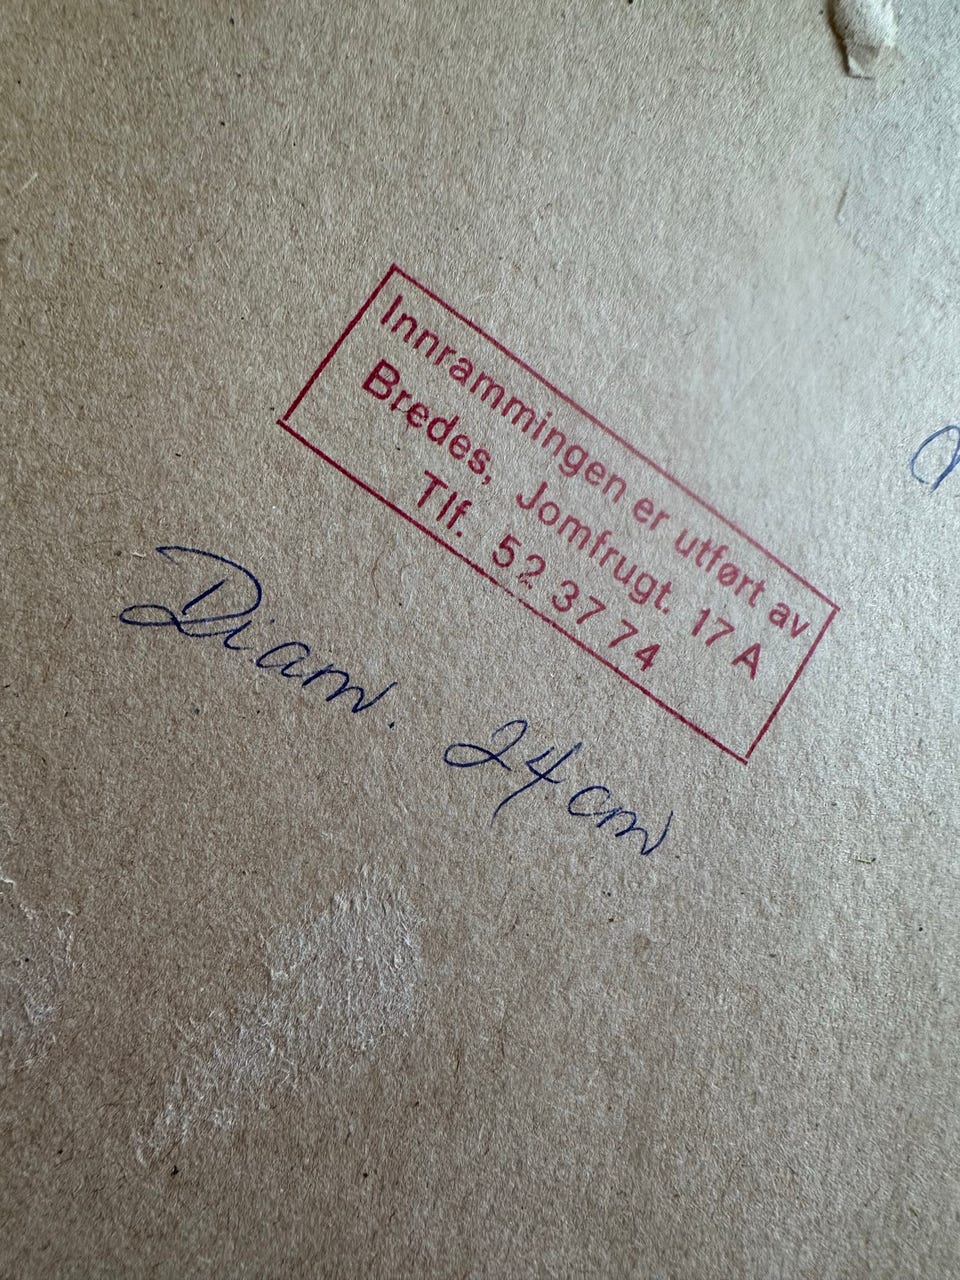 Innrammingen er utført av
Bredes, Jomfrugt. 17 A
Tlf. 52 37 74
Diam. 24 cm